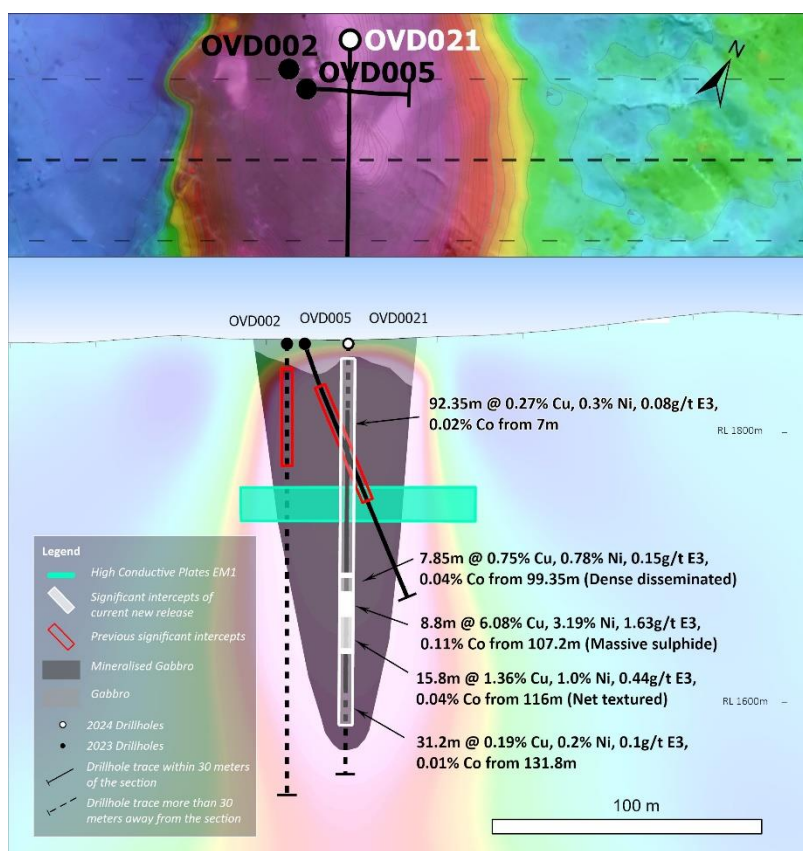 OVD002
OVD021
OVD005
N
OVD002
OVD005
OVD0021
92.35m @ 0.27% Cu, 0.3% Ni, 0.08g/t E3,
0.02% Co from 7m
RL 1800m
7.85m @ 0.75% Cu, 0.78% Ni, 0.15g/t E3,
0.04% Co from 99.35m (Dense disseminated)
8.8m @ 6.08% Cu, 3.19% Ni, 1.63g/t E3,
0.11% Co from 107.2m (Massive sulphide)
15.8m @ 1.36% Cu, 1.0% Ni, 0.44g/t E3,
0.04% Co from 116m (Net textured)
RL 1600m
31.2m @ 0.19% Cu, 0.2% Ni, 0.1g/t E3,
0.01% Co from 131.8m
100 m
Legend
High Conductive Plates EM1
Significant intercepts of
current new release
Previous significant intercepts
Mineralised Gabbro
Gabbro
2024 Drillholes
2023 Drillholes
Drillhole trace within 30 meters
of the section
Drillhole trace more than 30
meters away from the section